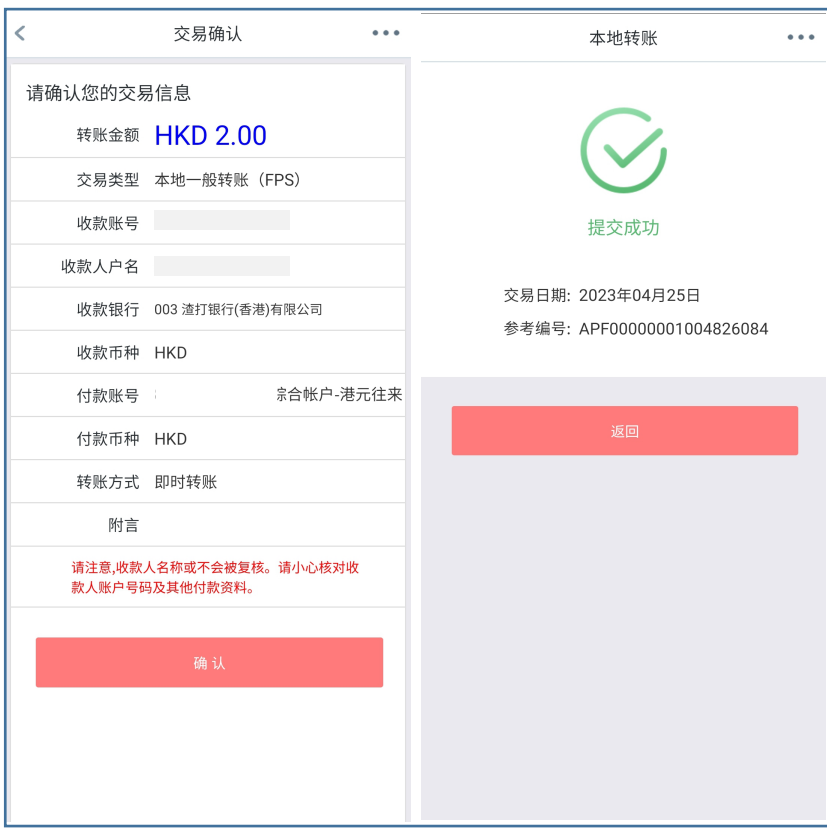 交易确认
请确认您的交易信息
转账金额 HKD 2.00
交易类型 本地一般转账（FPS）
收款账号
收款人户名
收款银行 003 渣打银行(香港)有限公司
收款币种 HKD
付款账号 综合帐户-港元往来
付款币种 HKD
转账方式 即时转账
附言
请注意,收款人名称或不会被复核。请小心核对收
款人账户号码及其他付款资料。
确 认
本地转账
提交成功
交易日期: 2023年04月25日
参考编号: APF00000001004826084
返回